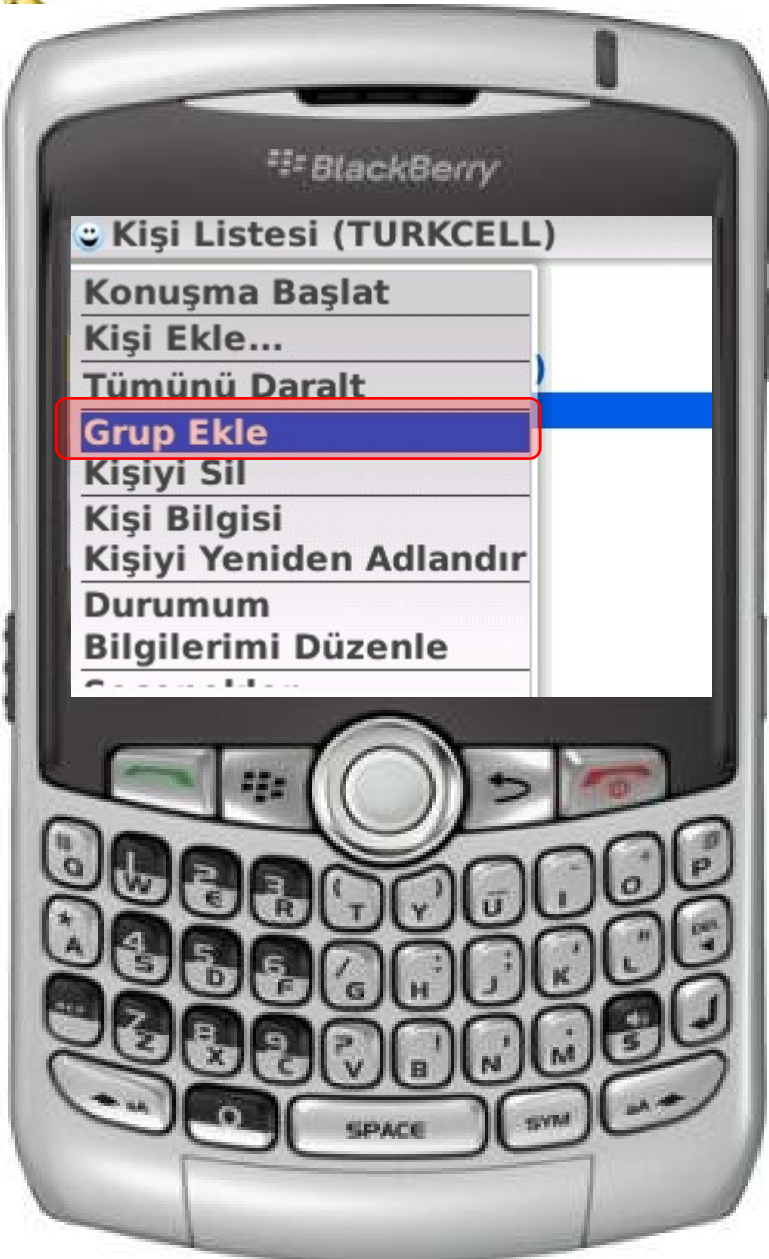 BlackBerry
Kişi Listesi (TURKCELL)
Konuşma Başlat
Kişi Ekle...
)
Tümünü Daralt
Grup Ekle
Kişiyi Sil
Kişi Bilgisi
Kişiyi Yeniden Adlandır
Durumum
Bilgilerimi Düzenle
Q W E R T Y U I O P
A S D F G H J K L DEL
Z X C V B N M $
SPACE SYM